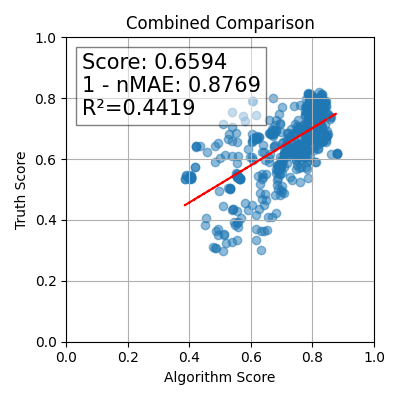 Combined Comparison
Score: 0.6594
1 - nMAE: 0.8769
R²=0.4419
1.0
0.8
0.6
0.4
0.2
0.0
Truth Score
0.0 0.2 0.4 0.6 0.8 1.0
Algorithm Score